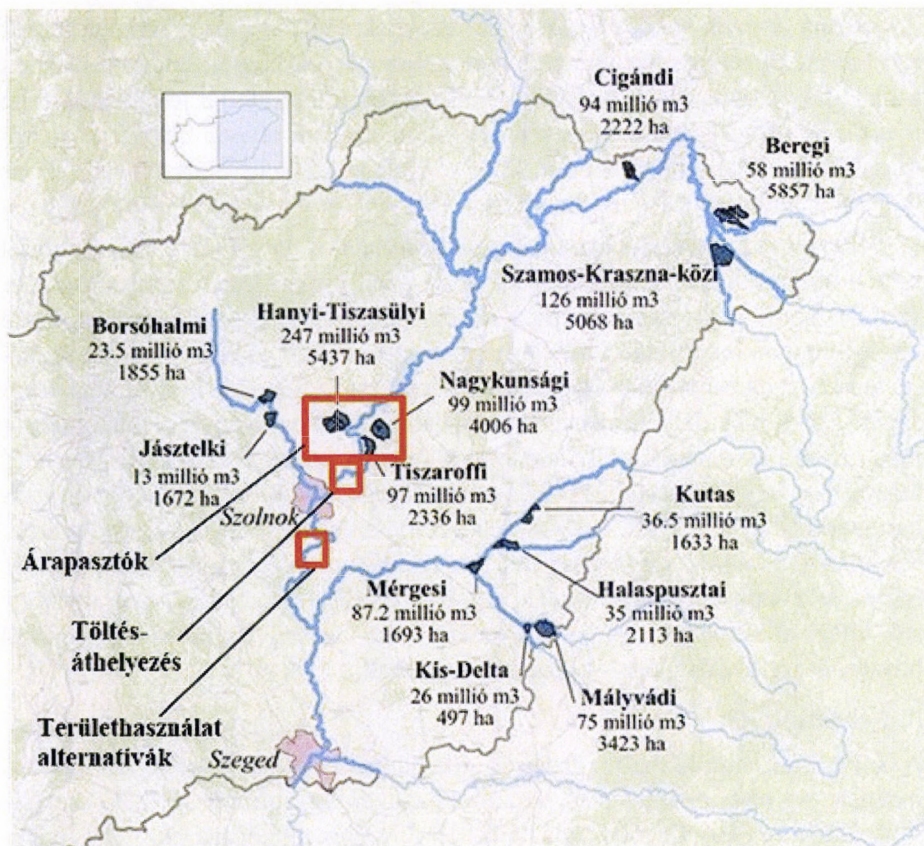 Cigándi
94 millió m3
2222 ha
Beregi
58 millió m3
5857 ha
Szamos-Kraszna-közi
126 millió m3
5068 ha
Hanyi-Tiszasülyi
247 millió m3
5437 ha
Borsóhalmi
23.5 millió m3
1855 ha
Nagykunsági
99 millió m3
4006 ha
Jásztelki
13 millió m3
1672 ha
Tiszaroffi
97 millió m3
2336 ha
Szolnok
Kutas
36.5 millió m3
1633 ha
Árapasztók
Mérgesi
87.2 millió m3
1693 ha
Halaspusztai
35 millió m3
2113 ha
Töltés-
áthelyezés
Kis-Delta
26 millió m3
497 ha
Mályvádi
75 millió m3
3423 ha
Területhasználat
alternatívák
Szeged